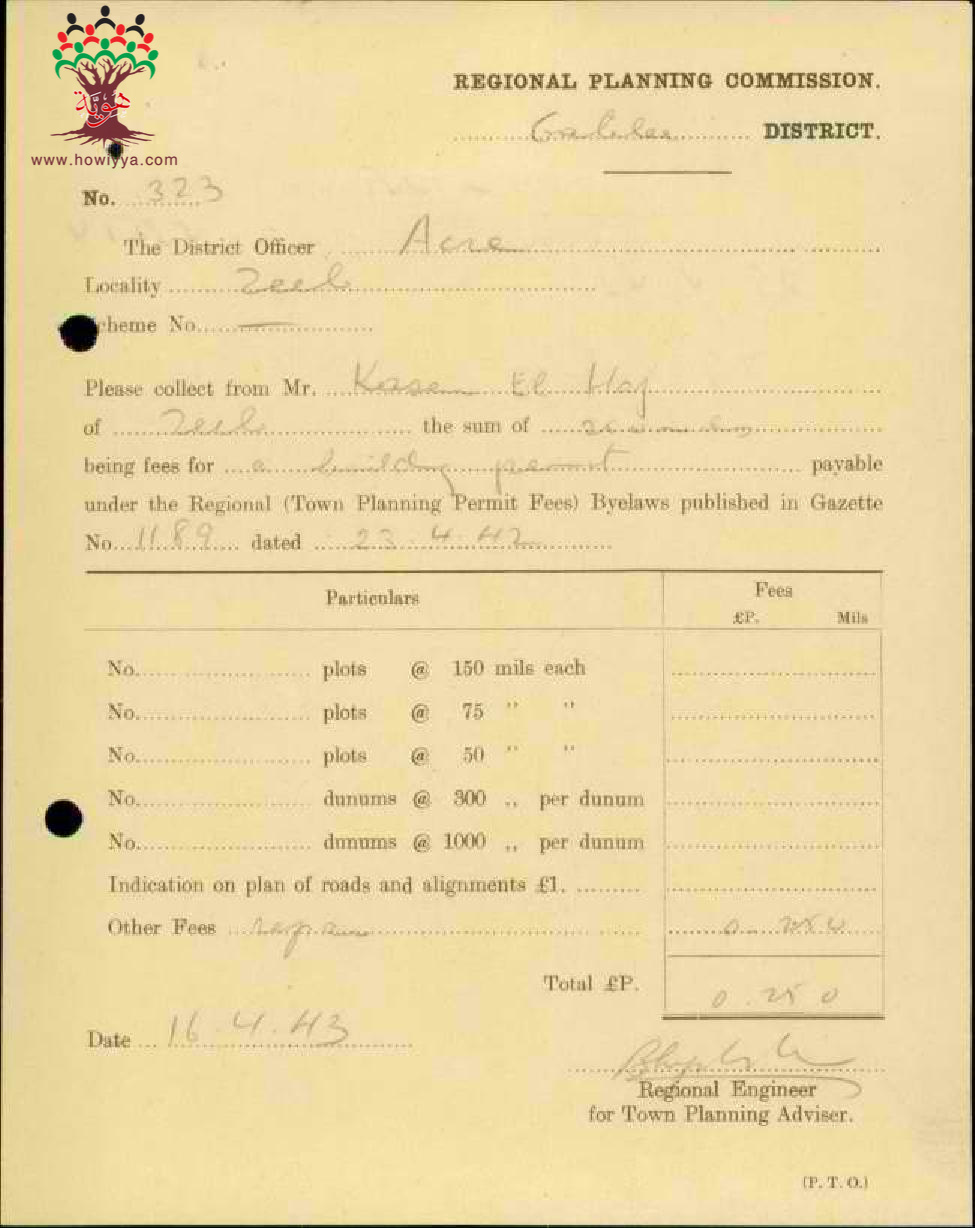 هوية
www.howiyya.com
REGIONAL PLANNING COMMISSION.
Galilee DISTRICT.
No. 323
The District Officer Acre
Locality Zeeb
Scheme No. —
Please collect from Mr. Kasem El Haj
of Zeeb the sum of
being fees for a building permit payable
under the Regional (Town Planning Permit Fees) Byelaws published in Gazette
No. 1189 dated 23.4.42
Particulars Fees
£P. Mils
No. plots @ 150 mils each
No. plots @ 75 " "
No. plots @ 50 " "
No. dunums @ 300 ,, per dunum
No. dunums @ 1000 ,, per dunum
Indication on plan of roads and alignments £1.
Other Fees 0.250
Total £P. 0.250
Date 16.4.43
Regional Engineer
for Town Planning Adviser.
(P. T. O.)